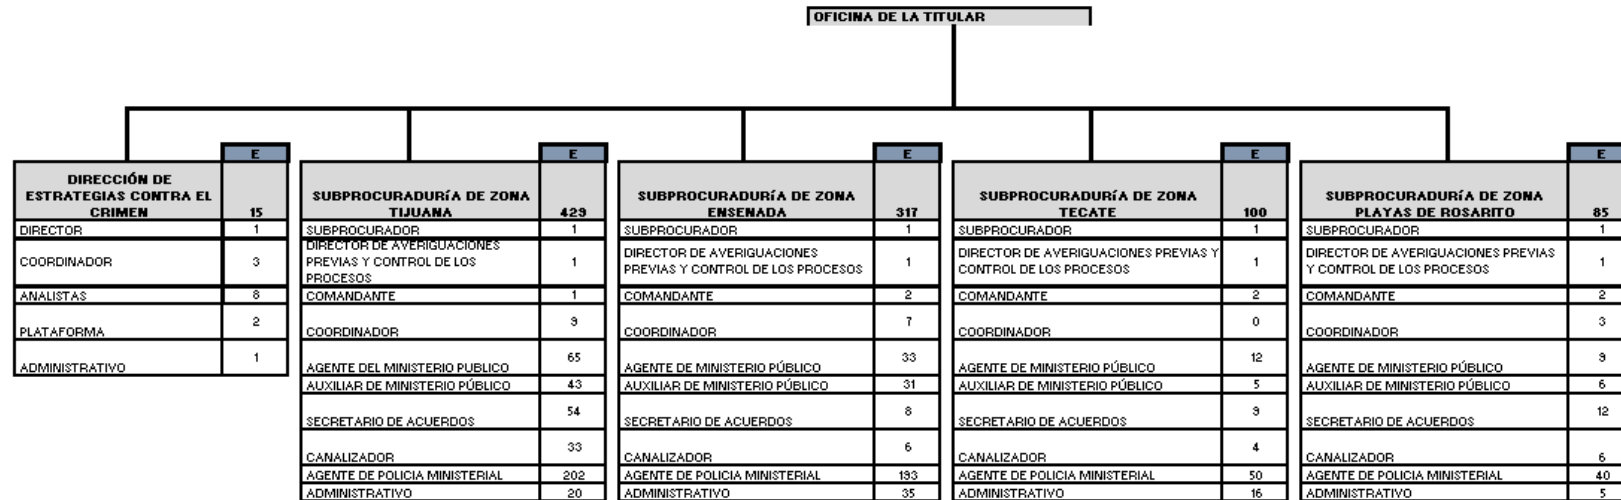 OFICINA DE LA TITULAR
E
DIRECCIÓN DE
ESTRATEGIAS CONTRA EL
CRIMEN 15
DIRECTOR 1
COORDINADOR 3
ANALISTAS 8
PLATAFORMA 2
ADMINISTRATIVO 1
E
SUBPROCURADURÍA DE ZONA
TIJUANA 429
SUBPROCURADOR 1
DIRECTOR DE AVERIGUACIONES
PREVIAS Y CONTROL DE LOS 1
PROCESOS
COMANDANTE 1
COORDINADOR 9
AGENTE DEL MINISTERIO PUBLICO 65
AUXILIAR DE MINISTERIO PÚBLICO 43
SECRETARIO DE ACUERDOS 54
CANALIZADOR 33
AGENTE DE POLICIA MINISTERIAL 202
ADMINISTRATIVO 20
E
SUBPROCURADURÍA DE ZONA
ENSENADA 317
SUBPROCURADOR 1
DIRECTOR DE AVERIGUACIONES
PREVIAS Y CONTROL DE LOS PROCESOS 1
COMANDANTE 2
COORDINADOR 7
AGENTE DE MINISTERIO PÚBLICO 33
AUXILIAR DE MINISTERIO PÚBLICO 31
SECRETARIO DE ACUERDOS 8
CANALIZADOR 6
AGENTE DE POLICIA MINISTERIAL 193
ADMINISTRATIVO 35
E
SUBPROCURADURÍA DE ZONA
TECATE 100
SUBPROCURADOR 1
DIRECTOR DE AVERIGUACIONES PREVIAS Y
CONTROL DE LOS PROCESOS 1
COMANDANTE 2
COORDINADOR 0
AGENTE DE MINISTERIO PÚBLICO 12
AUXILIAR DE MINISTERIO PÚBLICO 5
SECRETARIO DE ACUERDOS 9
CANALIZADOR 4
AGENTE DE POLICIA MINISTERIAL 50
ADMINISTRATIVO 16
E
SUBPROCURADURÍA DE ZONA
PLAYAS DE ROSARITO 85
SUBPROCURADOR 1
DIRECTOR DE AVERIGUACIONES PREVIAS
Y CONTROL DE LOS PROCESOS 1
COMANDANTE 2
COORDINADOR 3
AGENTE DE MINISTERIO PÚBLICO 9
AUXILIAR DE MINISTERIO PÚBLICO 6
SECRETARIO DE ACUERDOS 12
CANALIZADOR 6
AGENTE DE POLICIA MINISTERIAL 40
ADMINISTRATIVO 5